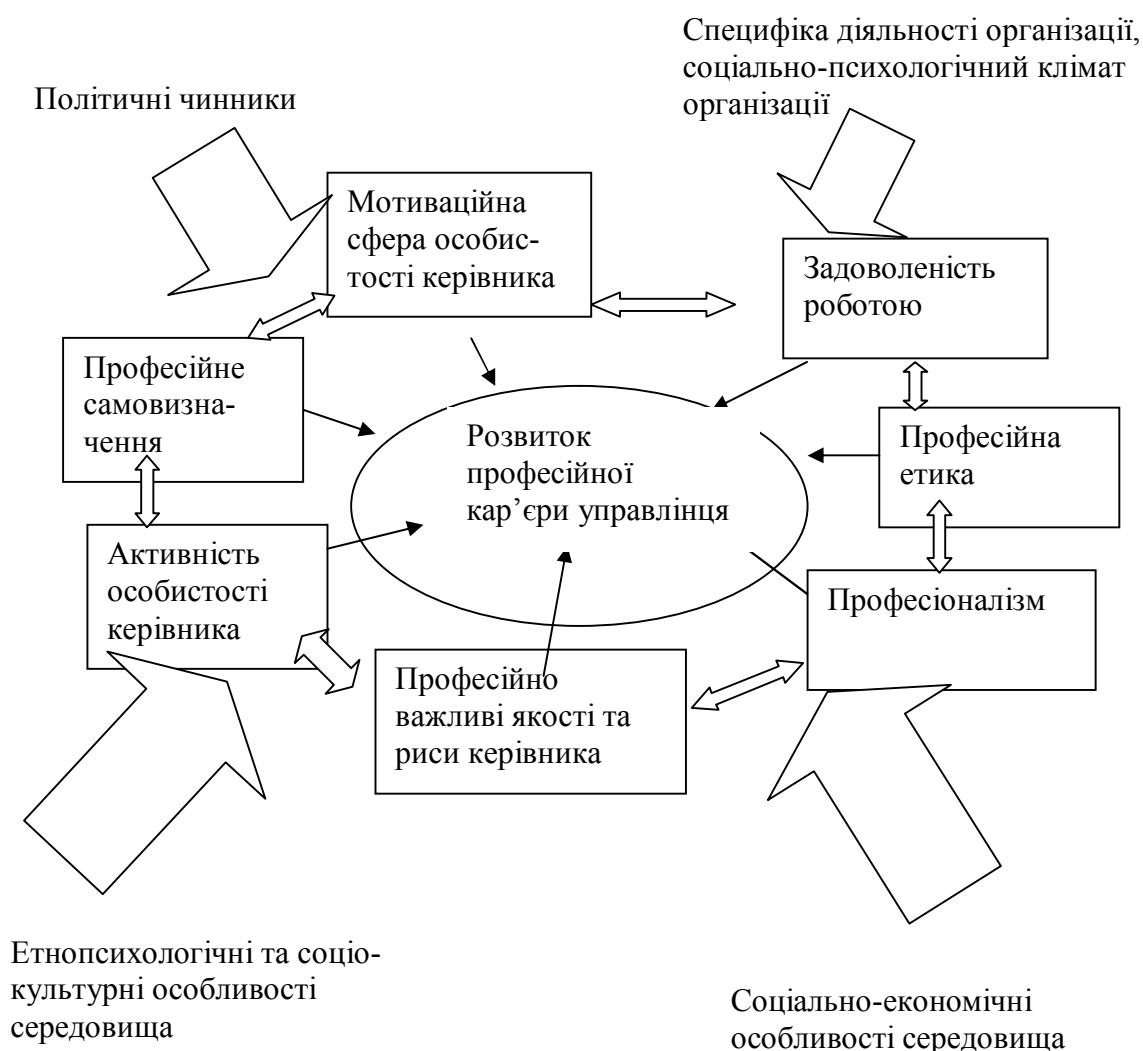 Специфіка діяльності організації,
соціально-психологічний клімат
організації
Політичні чинники
Мотиваційна
сфера особис-
тості керівника
Задоволеність
роботою
Професійне
самовизна-
чення
Розвиток
професійної
кар’єри управлінця
Професійна
етика
Активність
особистості
керівника
Професіоналізм
Професійно
важливі якості та
риси керівника
Етнопсихологічні та соціо-
культурні особливості
середовища
Соціально-економічні
особливості середовища